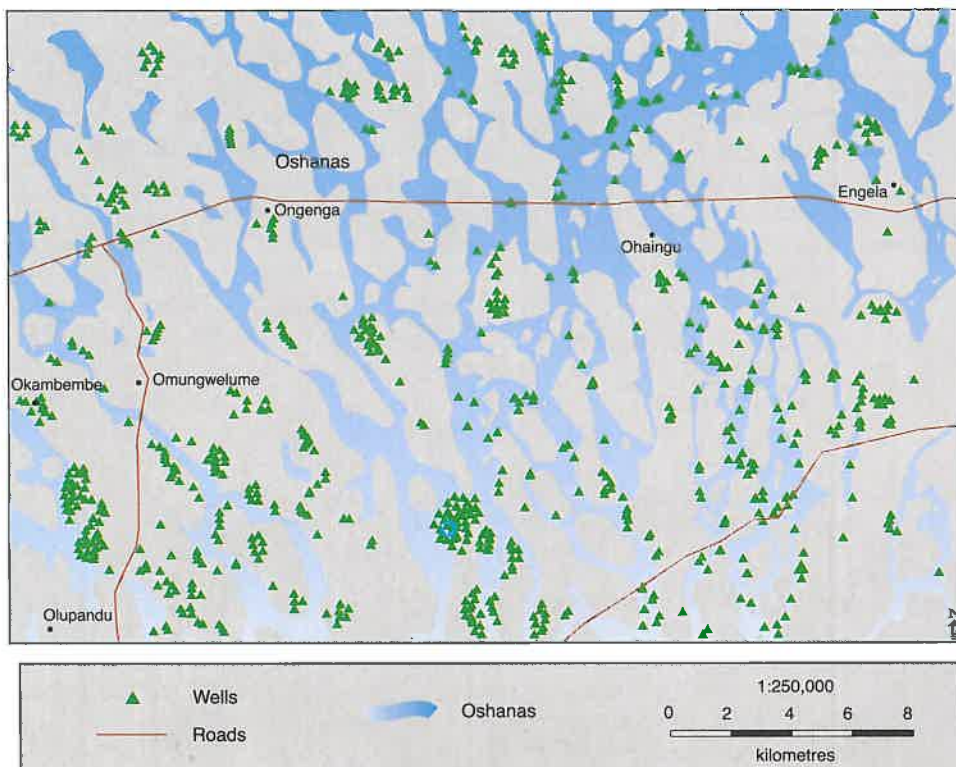 Oshanas
Engela
Ongenga
Ohaingu
Okambembe
Omungwelume
Olupandu
Wells
Roads
Oshanas
1:250,000
0 2 4 6 8
kilometres